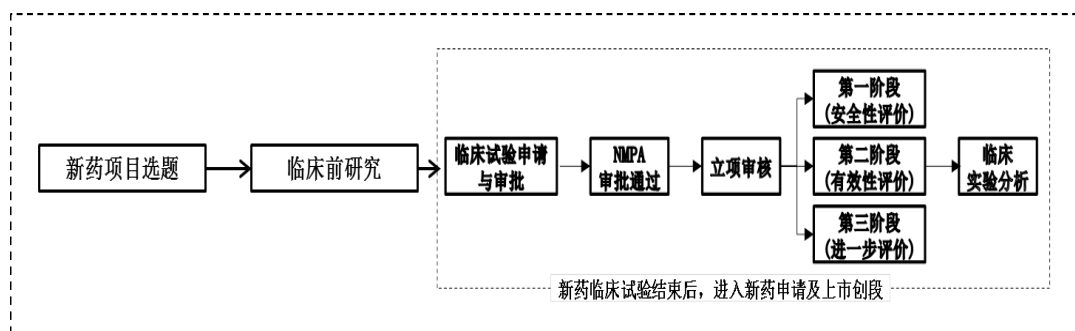 新药项目选题
临床前研究
临床试验申请
与审批
NMPA
审批通过
立项审核
第一阶段
(安全性评价)
第二阶段
(有效性评价)
第三阶段
(进一步评价)
临床
实验分析
新药临床试验结束后，进入新药申请及上市创段